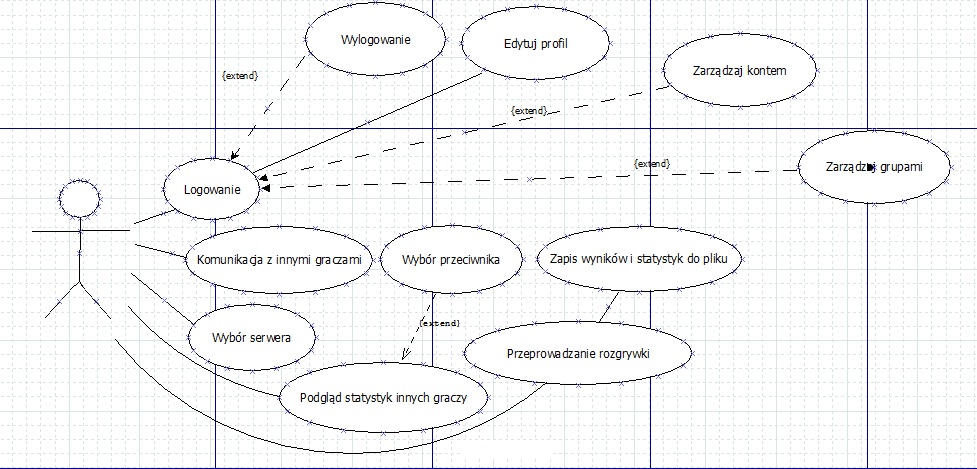 Wylogowanie
Edytuj profil
Zarządzaj kontem
{extend}
{extend}
Zarządzaj grupami
{extend}
Logowanie
Komunikacja z innymi graczami
Wybór przeciwnika
Zapis wyników i statystyk do pliku
{extend}
Wybór serwera
Przeprowadzanie rozgrywki
Podgląd statystyk innych graczy